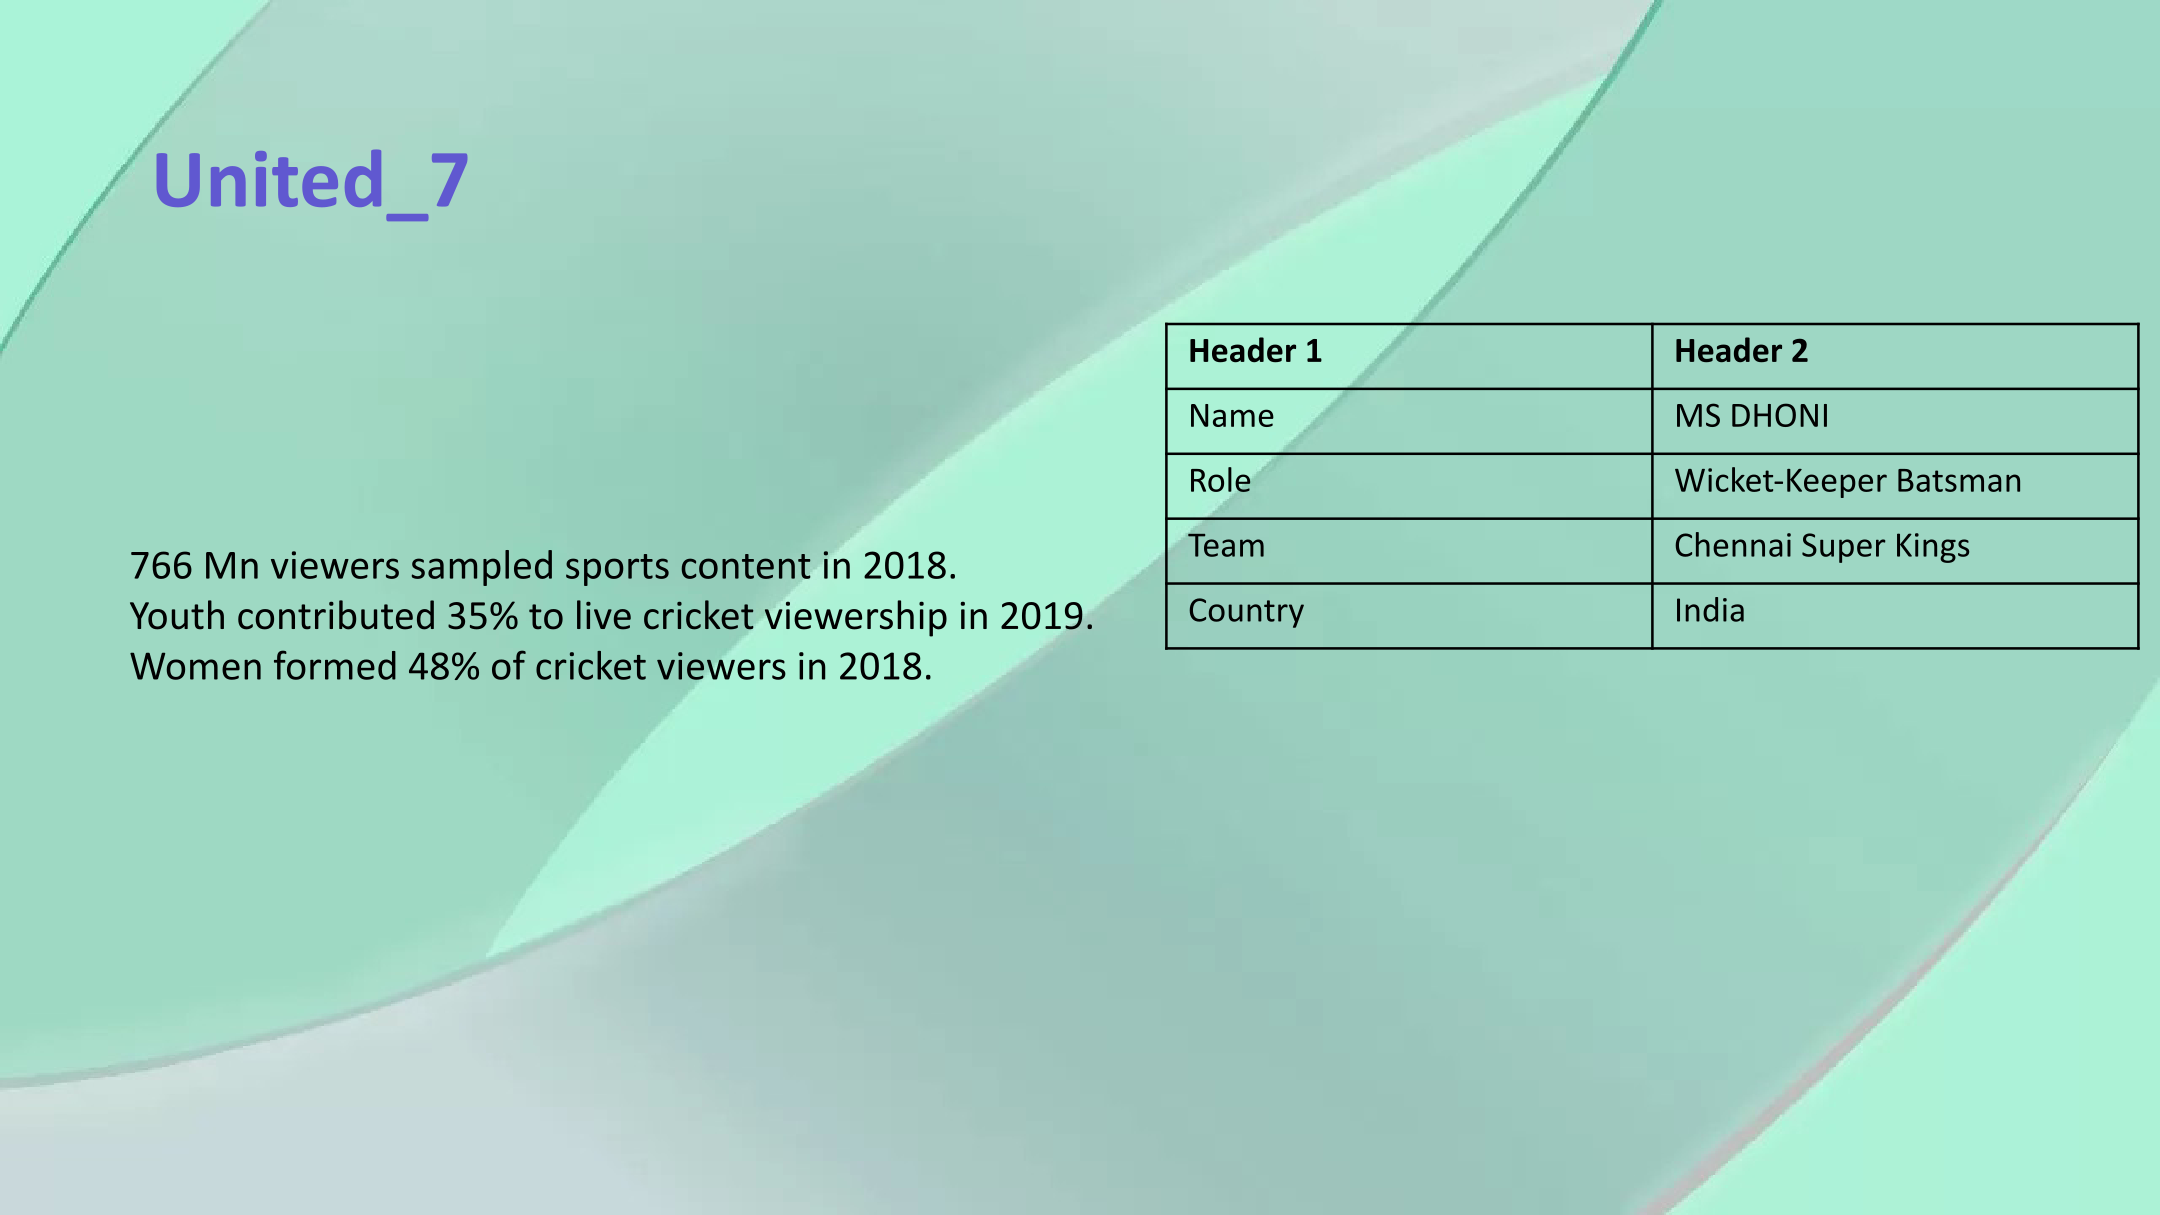 United_7
766 Mn viewers sampled sports content in 2018.
Youth contributed 35% to live cricket viewership in 2019.
Women formed 48% of cricket viewers in 2018.
Header 1 Header 2
Name MS DHONI
Role Wicket-Keeper Batsman
Team Chennai Super Kings
Country India